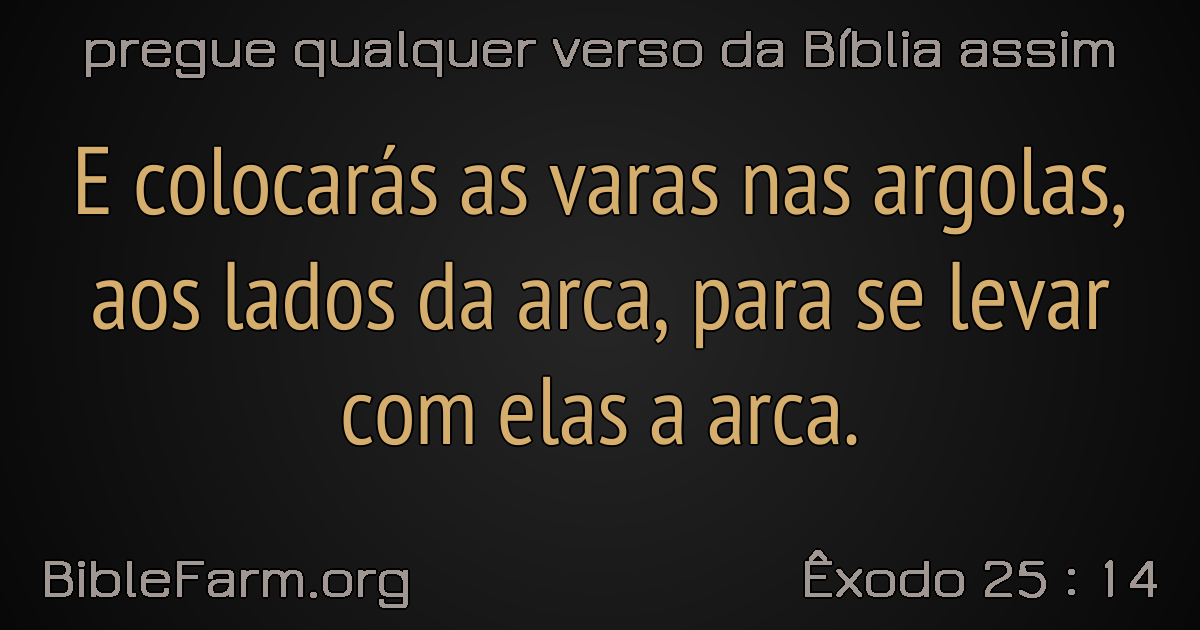 pregue qualquer verso da Bíblia assim
E colocarás as varas nas argolas,
aos lados da arca, para se levar
com elas a arca.
BibleFarm.org
Êxodo 25 : 14